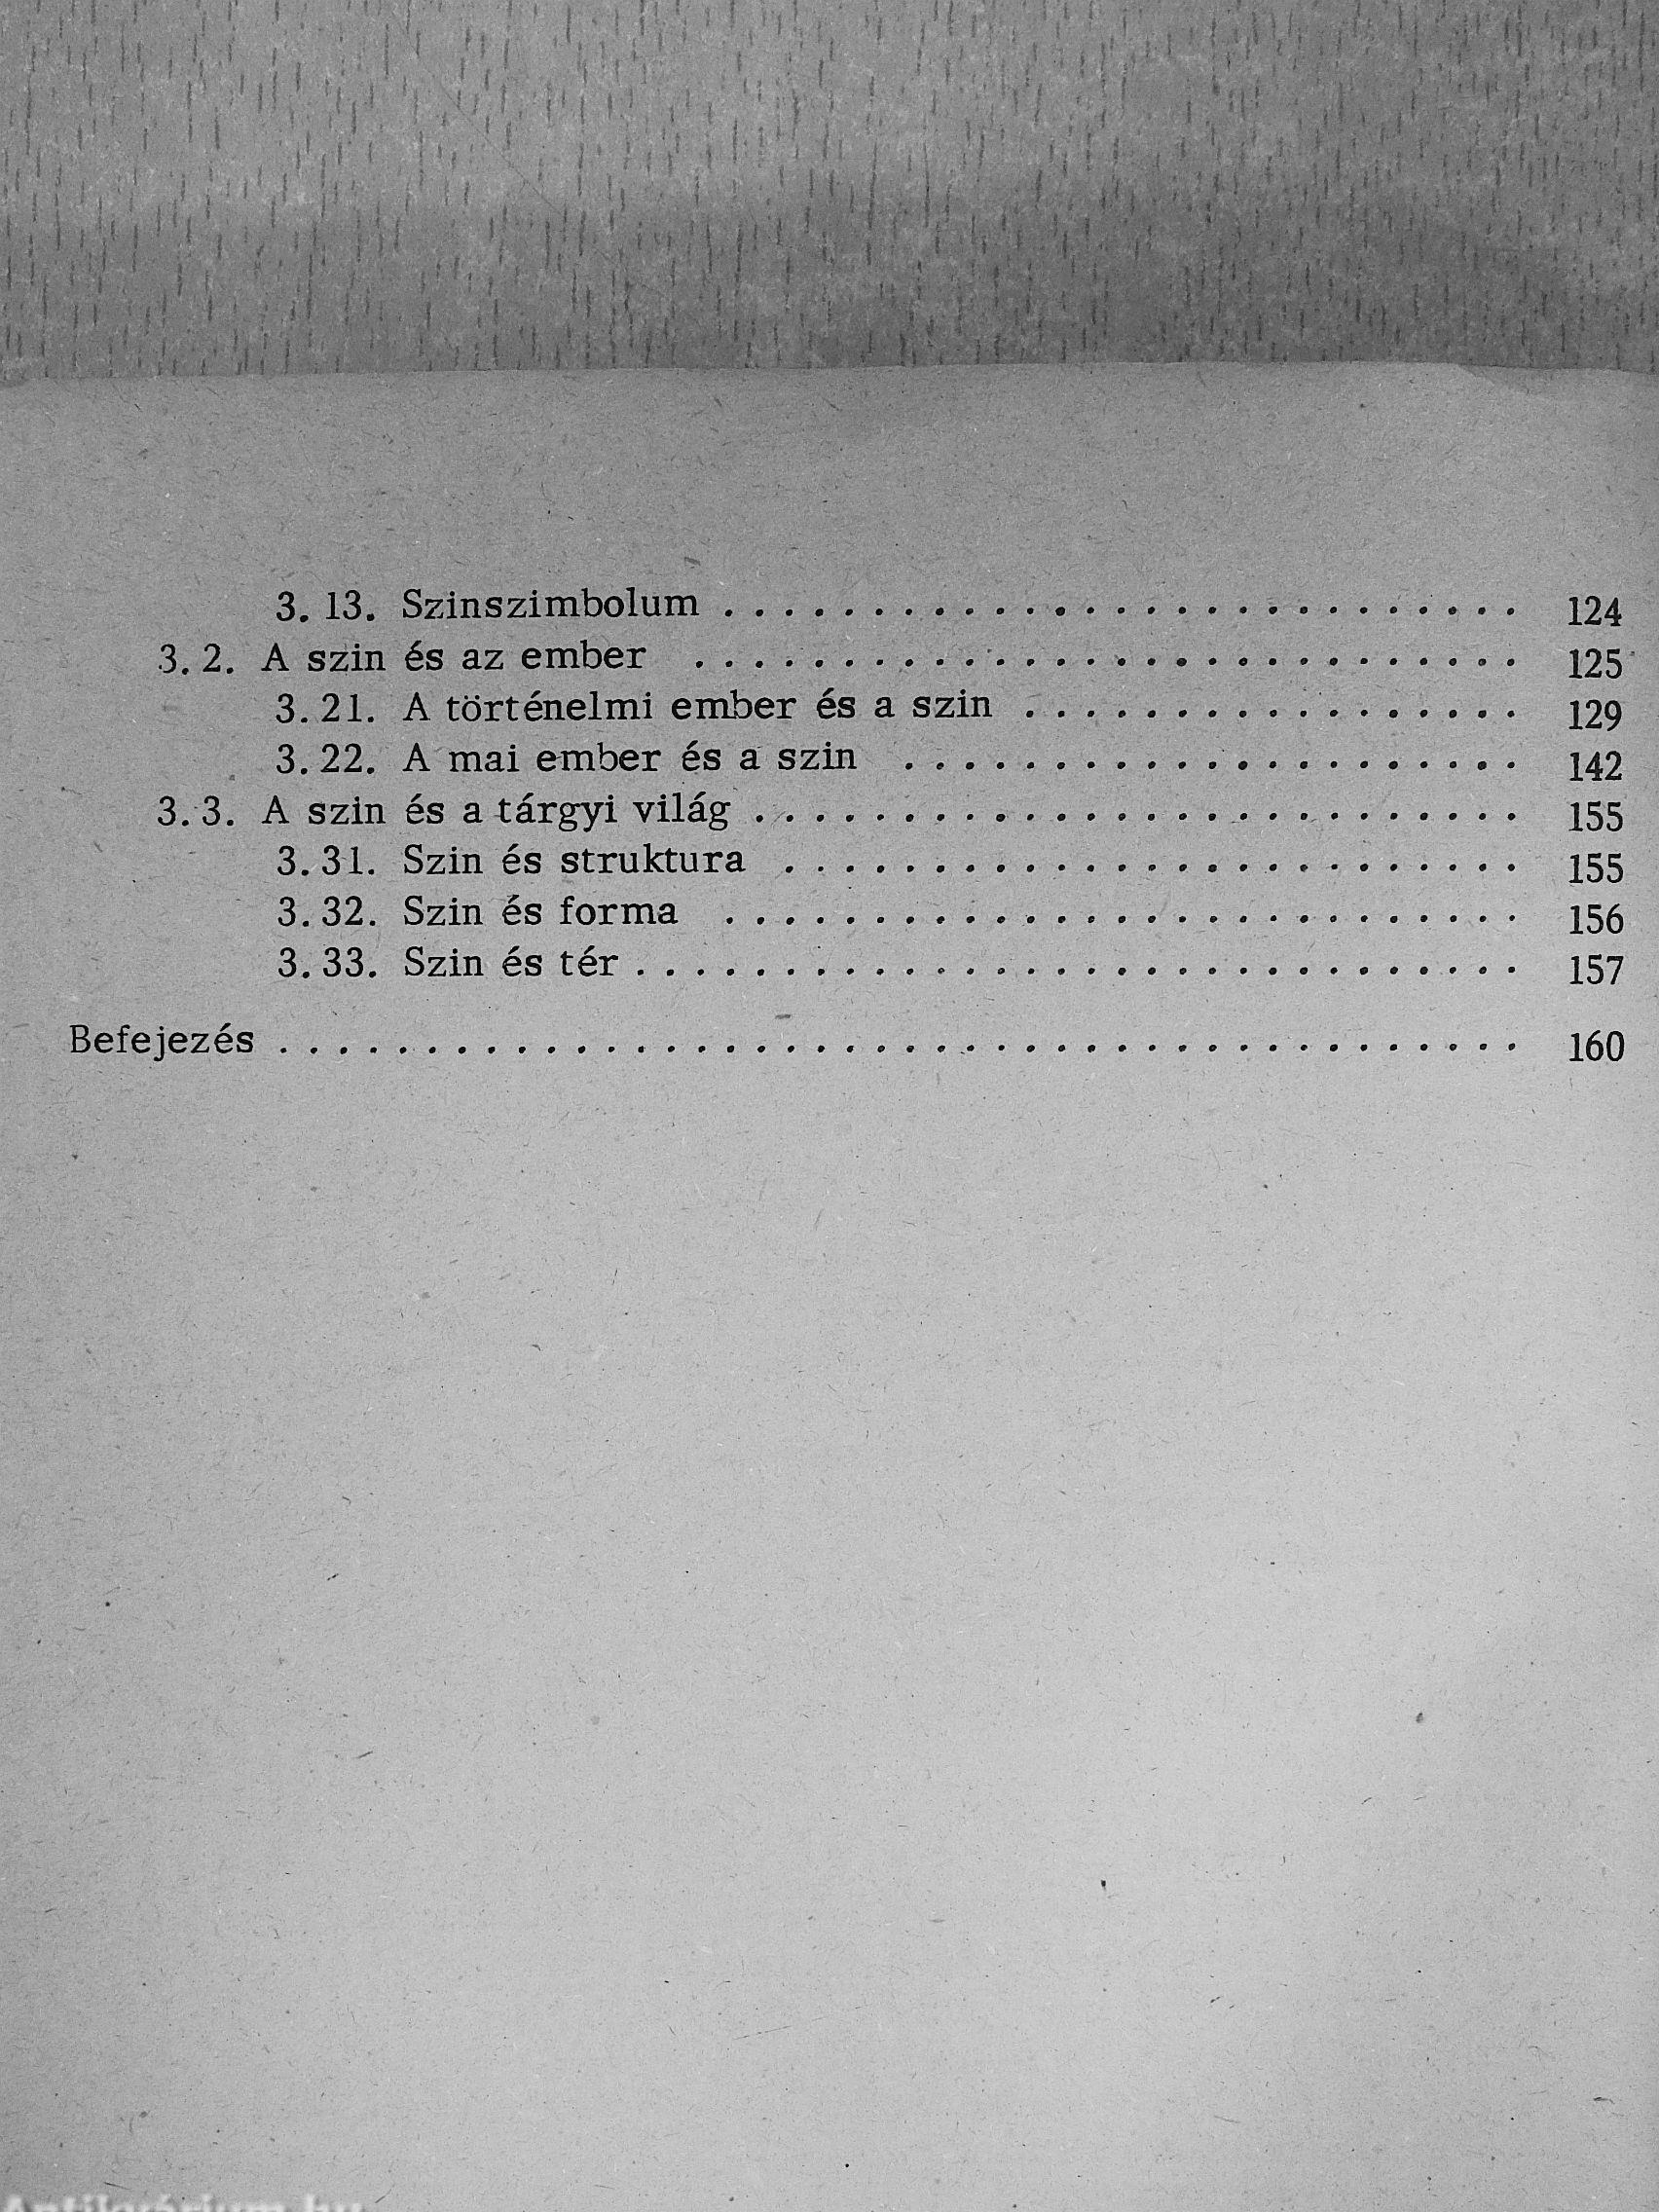 3.13. Szinszimbolum . . . . . . . . . . . . . . . . . . . . . . . . . . . 124
3.2. A szin és az ember . . . . . . . . . . . . . . . . . . . . . . . . . . . . 125
3.21. A történelmi ember és a szin . . . . . . . . . . . . . . . . . 129
3.22. A mai ember és a szin . . . . . . . . . . . . . . . . . . . . . 142
3.3. A szin és a tárgyi világ . . . . . . . . . . . . . . . . . . . . . . . . . . 155
3.31. Szin és struktura . . . . . . . . . . . . . . . . . . . . . . . . . 155
3.32. Szin és forma . . . . . . . . . . . . . . . . . . . . . . . . . . . 156
3.33. Szin és tér . . . . . . . . . . . . . . . . . . . . . . . . . . . . . . 157
Befejezés . . . . . . . . . . . . . . . . . . . . . . . . . . . . . . . . . . . . . . . . . . 160
Antikvárium.hu